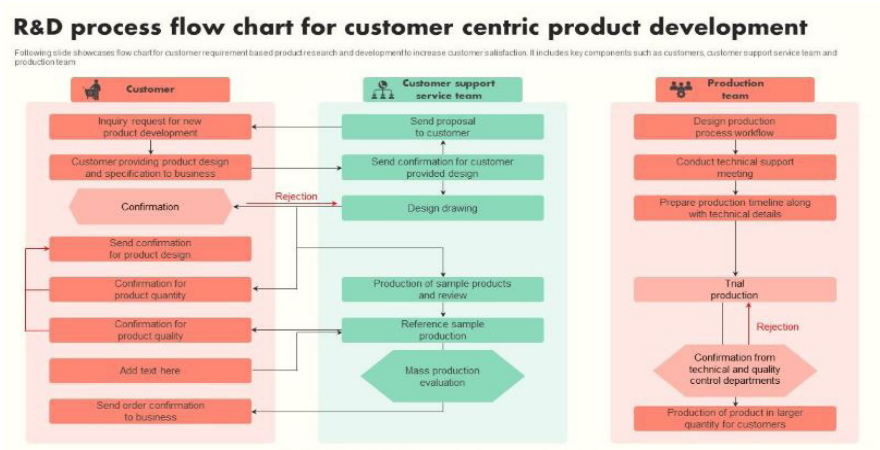 R&D process flow chart for customer centric product development
Following slide showcases flow chart for customer requirement based product research and development to increase customer satisfaction. It includes key components such as customers, customer support service team and
production team
Customer
Inquiry request for new
product development
Customer providing product design
and specification to business
Confirmation
Rejection
Send confirmation
for product design
Confirmation for
product quantity
Confirmation for
product quality
Add text here
Send order confirmation
to business
Customer support
service team
Send proposal
to customer
Send confirmation for customer
provided design
Design drawing
Production of sample products
and review
Reference sample
production
Mass production
evaluation
Production
team
Design production
process workflow
Conduct technical support
meeting
Prepare production timeline along
with technical details
Trial
production
Rejection
Confirmation from
technical and quality
control departments
Production of product in larger
quantity for customers